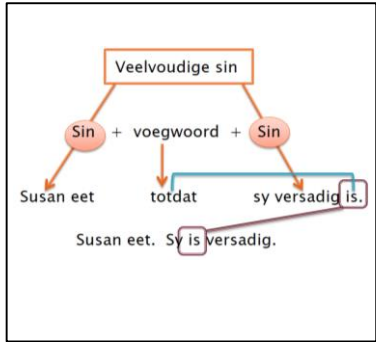 Veelvoudige sin
Sin + voegwoord + Sin
Susan eet totdat sy versadig is.
Susan eet. Sy is versadig.